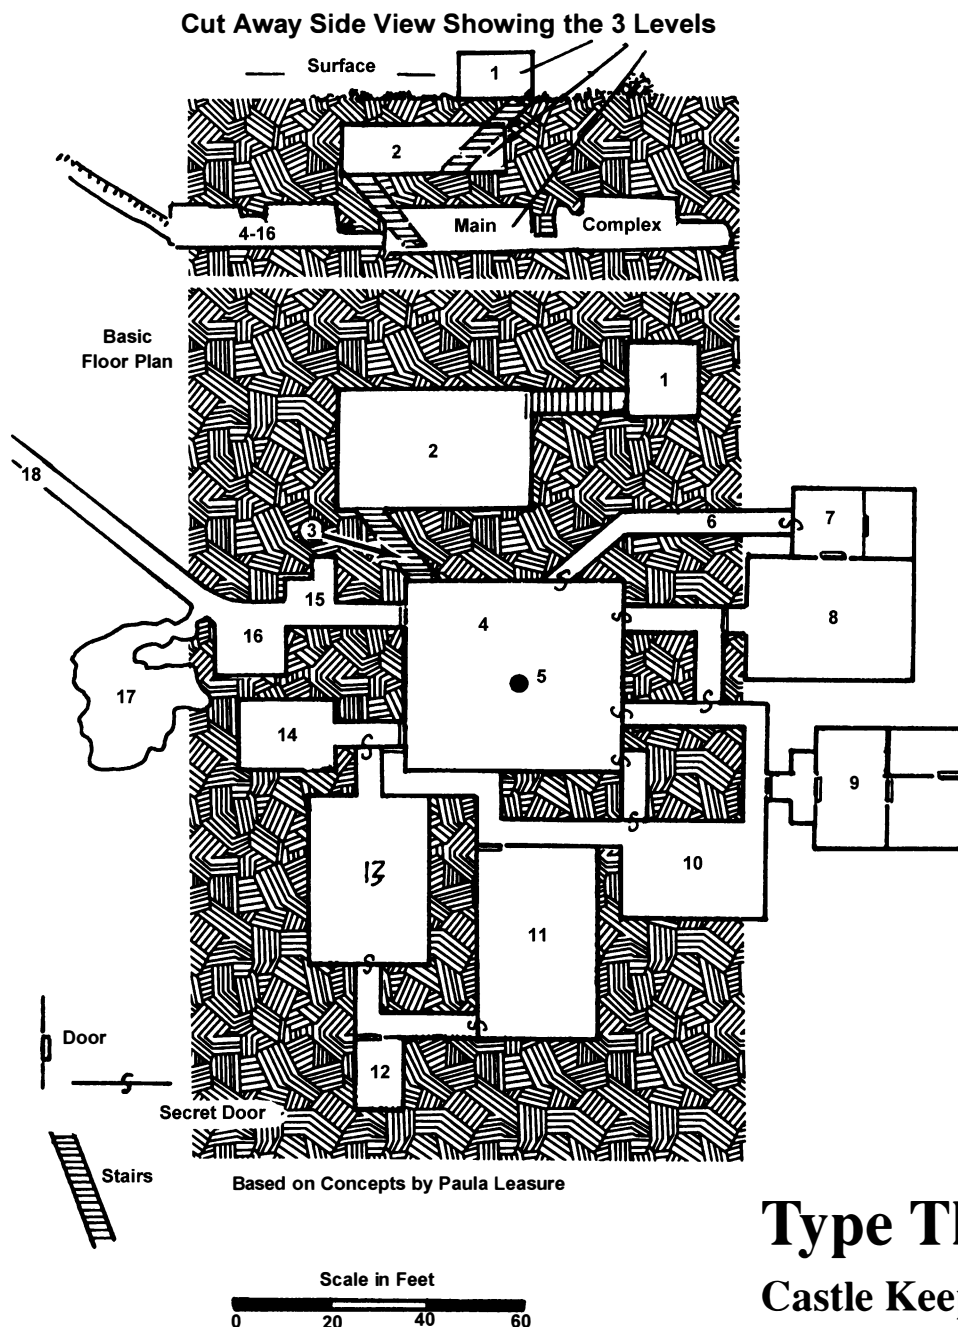 Cut Away Side View Showing the 3 Levels
Surface
1
2
4-16
Main
Complex
Basic
Floor Plan
1
2
18
3
6
7
15
4
8
16
5
17
14
9
13
10
11
12
Door
Secret Door
Stairs
Based on Concepts by Paula Leasure
Type
Castle
Scale in Feet
0 20 40 60